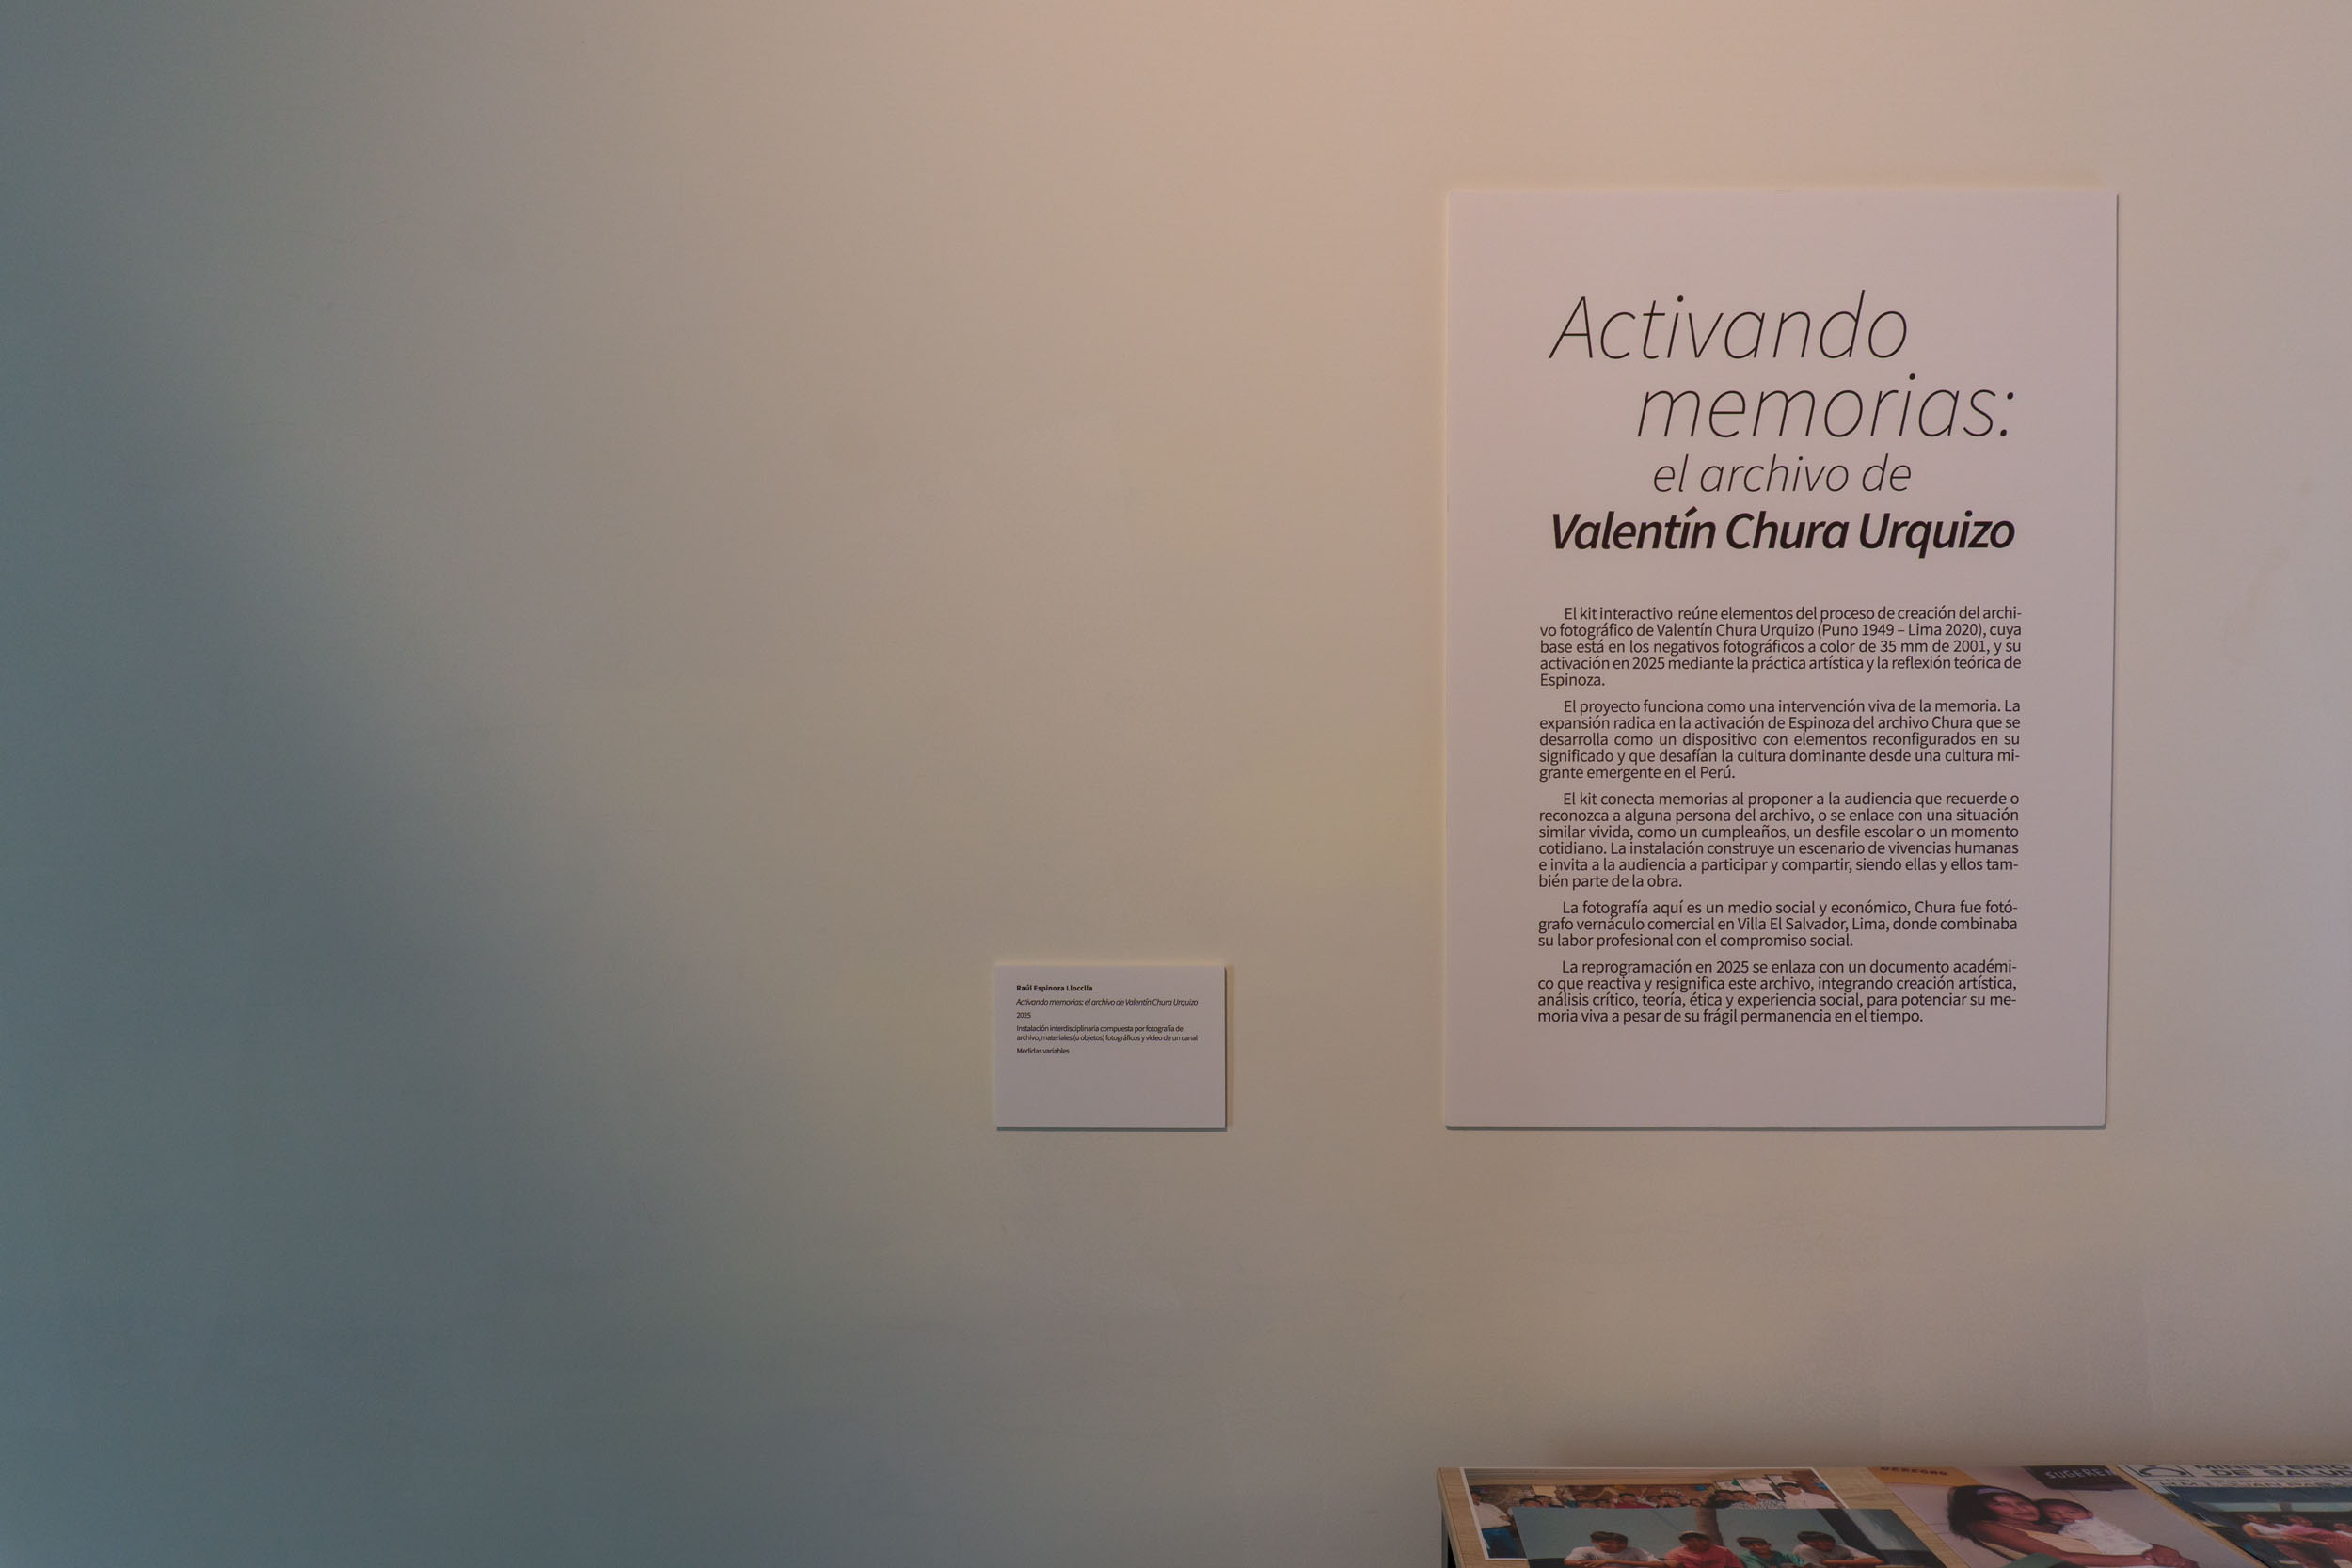 Activando
memorias:
el archivo de
Valentín Chura Urquizo
El kit interactivo reúne elementos del proceso de creación del archi-
vo fotográfico de Valentín Chura Urquizo (Puno 1949 – Lima 2020), cuya
base está en los negativos fotográficos a color de 35 mm de 2001, y su
activación en 2025 mediante la práctica artística y la reflexión teórica de
Espinoza.
El proyecto funciona como una intervención viva de la memoria. La
expansión radica en la activación de Espinoza del archivo Chura que se
desarrolla como un dispositivo con elementos reconfigurados en su
significado y que desafían la cultura dominante desde una cultura mi-
grante emergente en el Perú.
El kit conecta memorias al proponer a la audiencia que recuerde o
reconozca a alguna persona del archivo, o se enlace con una situación
similar vivida, como un cumpleaños, un desfile escolar o un momento
cotidiano. La instalación construye un escenario de vivencias humanas
e invita a la audiencia a participar y compartir, siendo ellas y ellos tam-
bién parte de la obra.
La fotografía aquí es un medio social y económico, Chura fue fotó-
grafo vernáculo comercial en Villa El Salvador, Lima, donde combinaba
su labor profesional con el compromiso social.
La reprogramación en 2025 se enlaza con un documento académi-
co que reactiva y resignifica este archivo, integrando creación artística,
análisis crítico, teoría, ética y experiencia social, para potenciar su me-
moria viva a pesar de su frágil permanencia en el tiempo.
Raúl Espinoza Llocclla
Activando memorias: el archivo de Valentín Chura Urquizo
2025
Instalación interdisciplinaria compuesta por fotografía de
archivo, materiales (u objetos) fotográficos y video de un canal
Medidas variables
MINISTERIO
DE SALUD